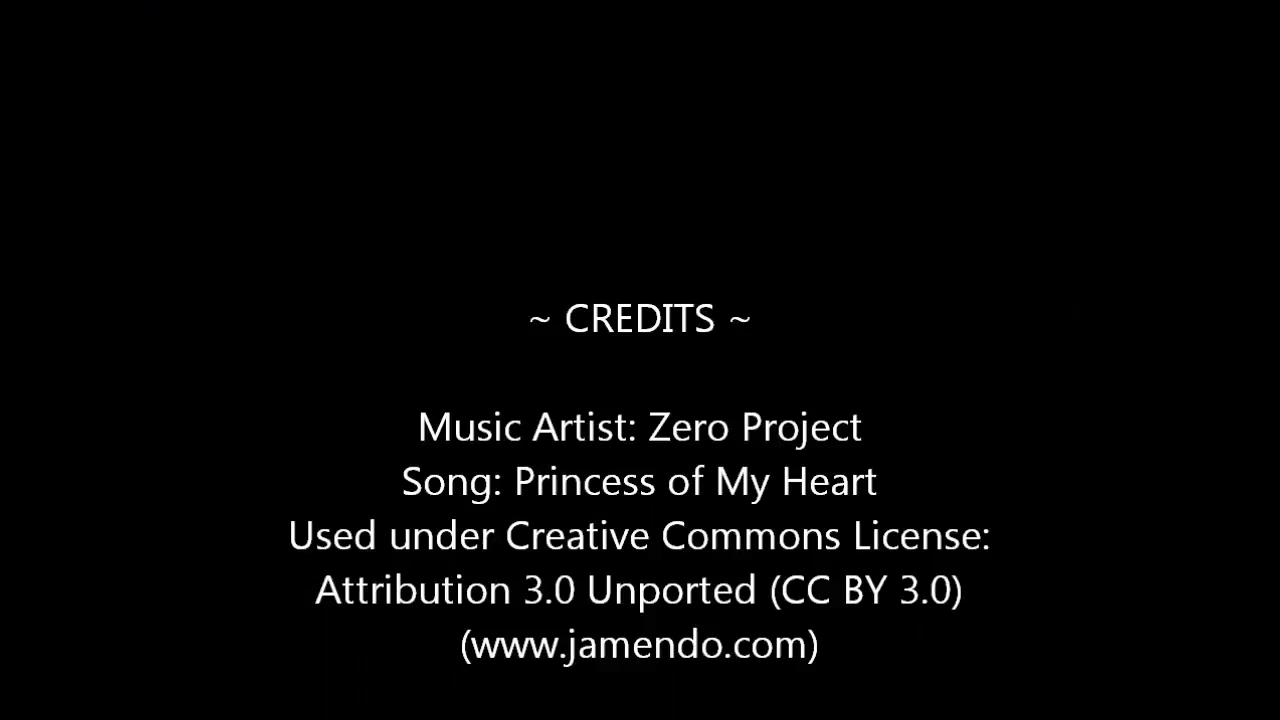 ~ CREDITS ~
Music Artist: Zero Project
Song: Princess of My Heart
Used under Creative Commons License:
Attribution 3.0 Unported (CC BY 3.0)
(www.jamendo.com)